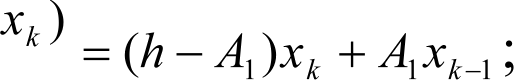 x_k)
= (h − A_1)x_k + A_1x_{k−1};